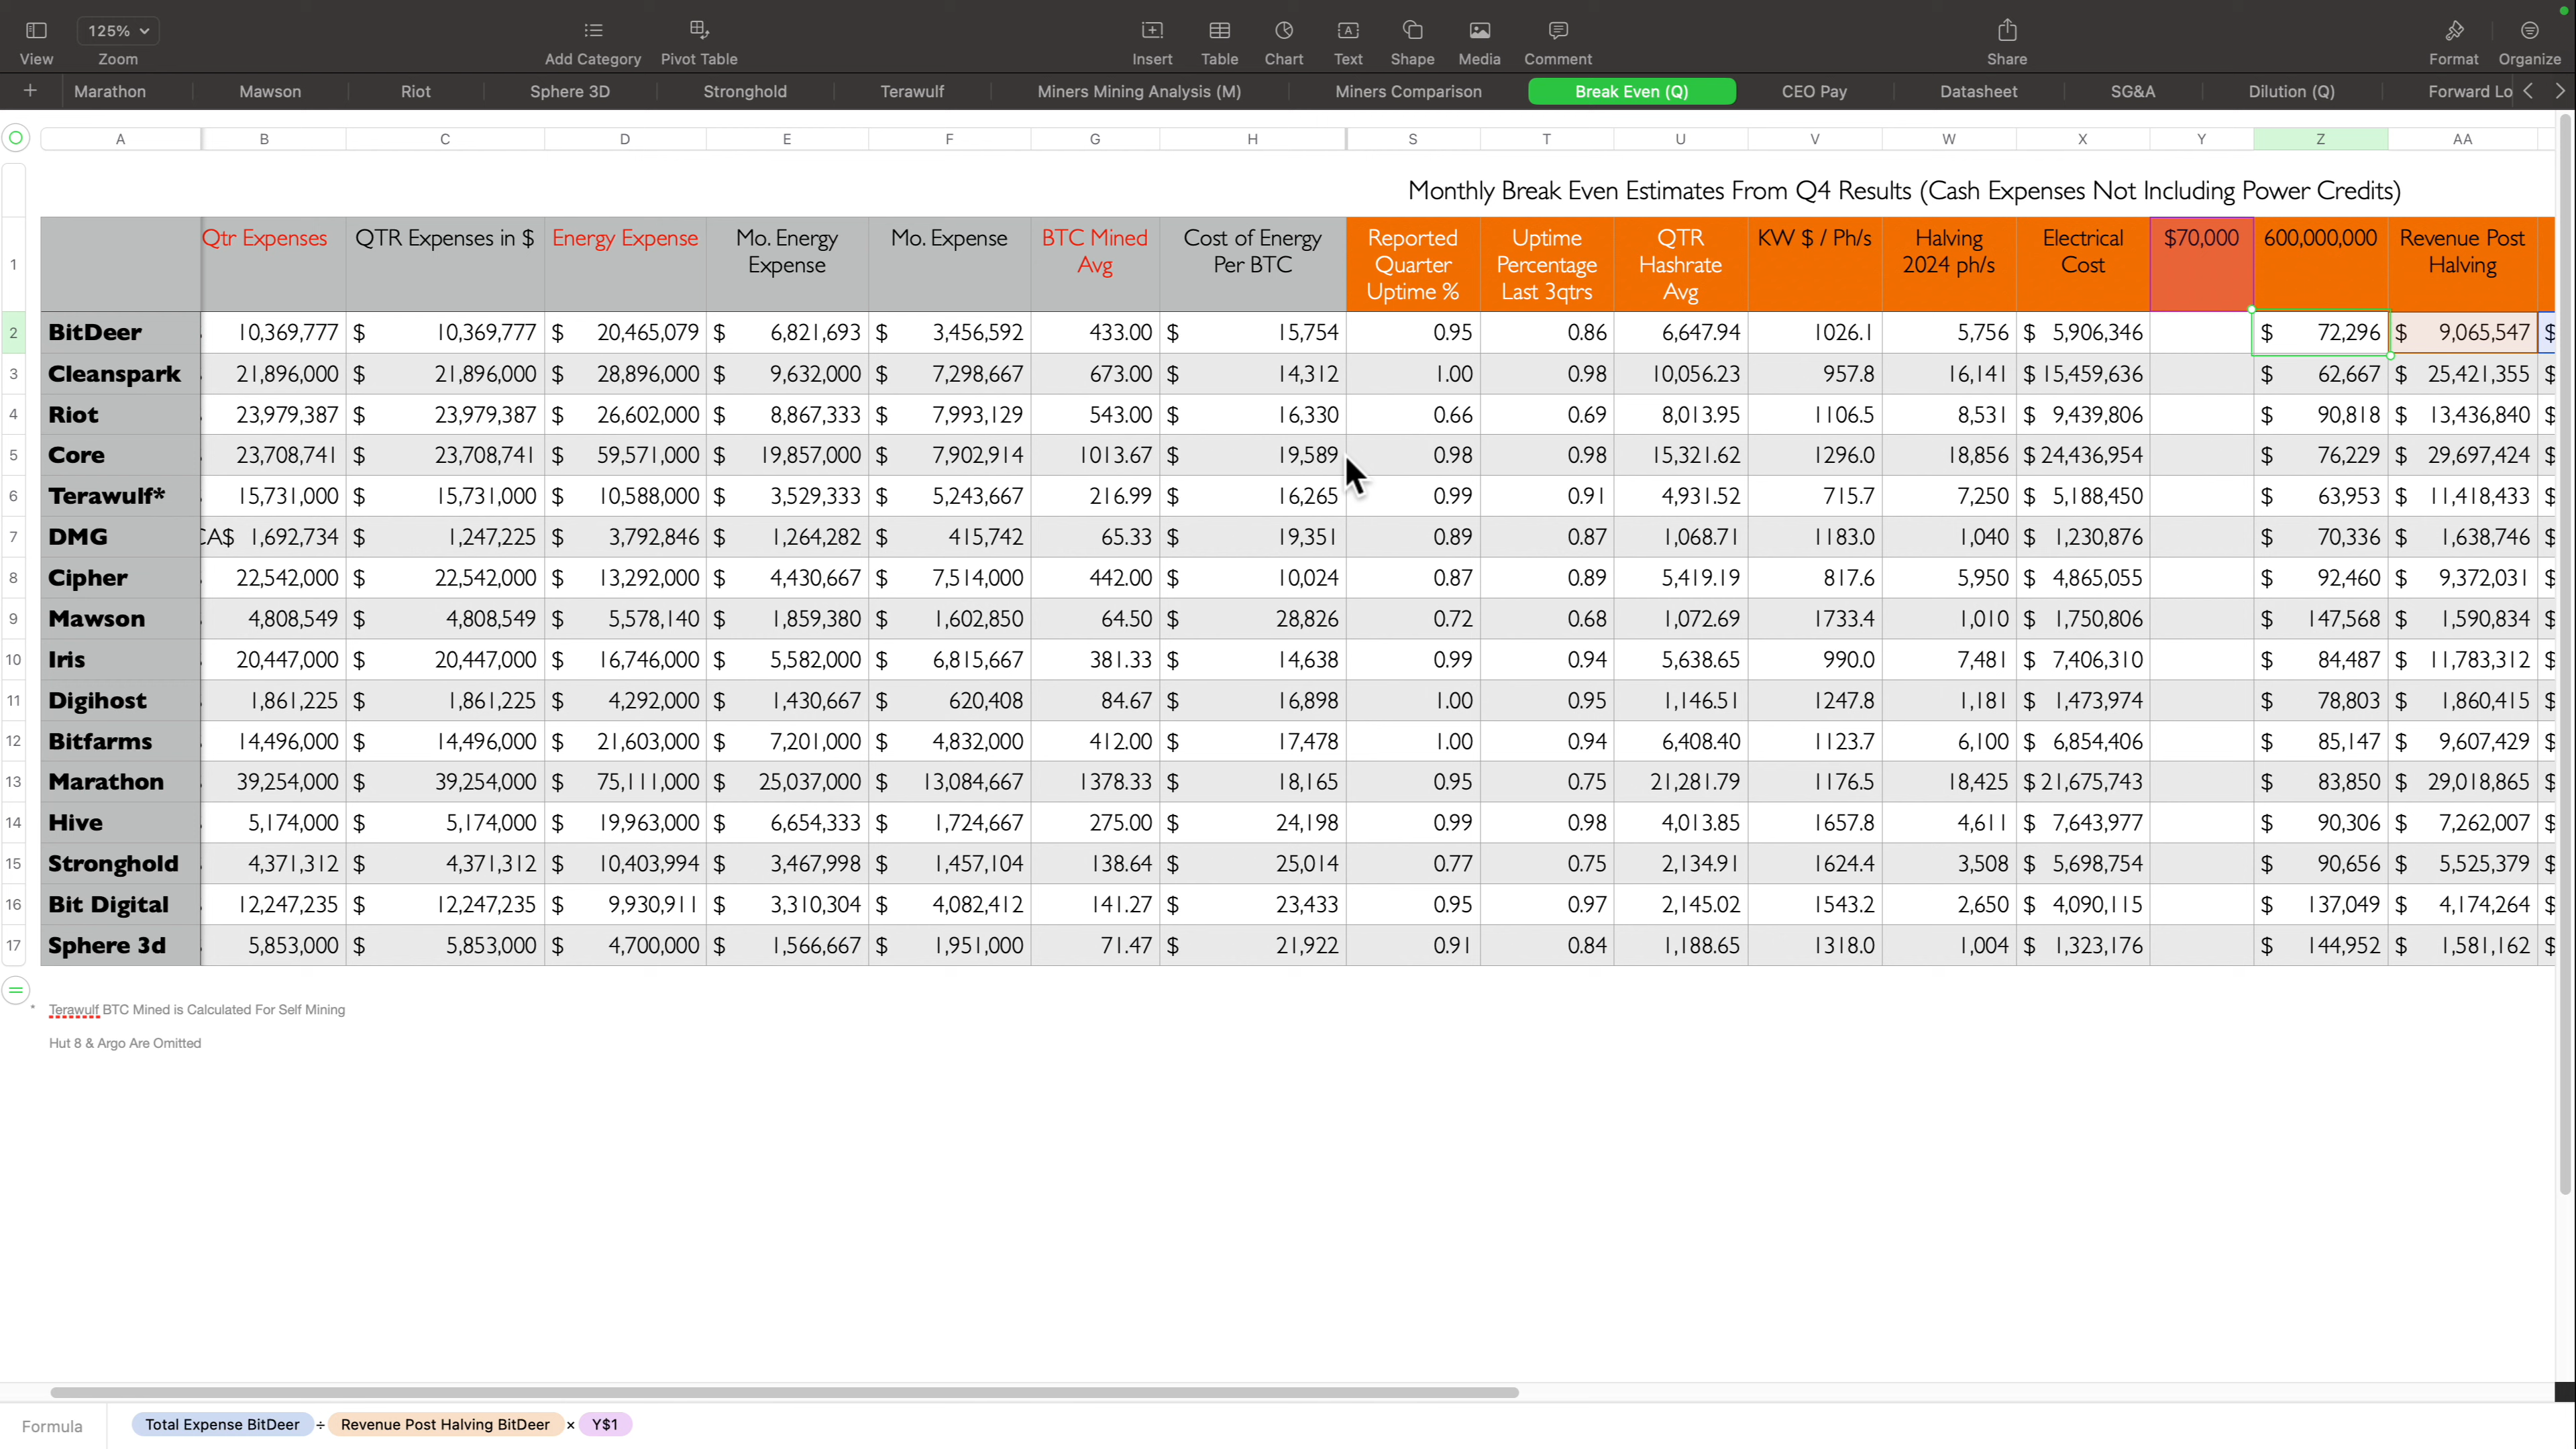 125%
View Zoom Add Category Pivot Table Insert Table Chart Text Shape Media Comment Share Format Organize
+ Marathon Mawson Riot Sphere 3D Stronghold Terawulf Miners Mining Analysis (M) Miners Comparison Break Even (Q) CEO Pay Datasheet SG&A Dilution (Q) Forward Lo
A B C D E F G H S T U V W X Y Z AA
Monthly Break Even Estimates From Q4 Results (Cash Expenses Not Including Power Credits)
1 Qtr Expenses QTR Expenses in $ Energy Expense Mo. Energy Expense Mo. Expense BTC Mined Avg Cost of Energy Per BTC Reported Quarter Uptime % Uptime Percentage Last 3qtrs QTR Hashrate Avg KW $ / Ph/s Halving 2024 ph/s Electrical Cost $70,000 600,000,000 Revenue Post Halving
2 BitDeer 10,369,777 $ 10,369,777 $ 20,465,079 $ 6,821,693 $ 3,456,592 433.00 $ 15,754 0.95 0.86 6,647.94 1026.1 5,756 $ 5,906,346 $ 72,296 $ 9,065,547 $
3 Cleanspark 21,896,000 $ 21,896,000 $ 28,896,000 $ 9,632,000 $ 7,298,667 673.00 $ 14,312 1.00 0.98 10,056.23 957.8 16,141 $ 15,459,636 $ 62,667 $ 25,421,355 $
4 Riot 23,979,387 $ 23,979,387 $ 26,602,000 $ 8,867,333 $ 7,993,129 543.00 $ 16,330 0.66 0.69 8,013.95 1106.5 8,531 $ 9,439,806 $ 90,818 $ 13,436,840 $
5 Core 23,708,741 $ 23,708,741 $ 59,571,000 $ 19,857,000 $ 7,902,914 1013.67 $ 19,589 0.98 0.98 15,321.62 1296.0 18,856 $ 24,436,954 $ 76,229 $ 29,697,424 $
6 Terawulf* 15,731,000 $ 15,731,000 $ 10,588,000 $ 3,529,333 $ 5,243,667 216.99 $ 16,265 0.99 0.91 4,931.52 715.7 7,250 $ 5,188,450 $ 63,953 $ 11,418,433 $
7 DMG CA$ 1,692,734 $ 1,247,225 $ 3,792,846 $ 1,264,282 $ 415,742 65.33 $ 19,351 0.89 0.87 1,068.71 1183.0 1,040 $ 1,230,876 $ 70,336 $ 1,638,746 $
8 Cipher 22,542,000 $ 22,542,000 $ 13,292,000 $ 4,430,667 $ 7,514,000 442.00 $ 10,024 0.87 0.89 5,419.19 817.6 5,950 $ 4,865,055 $ 92,460 $ 9,372,031 $
9 Mawson 4,808,549 $ 4,808,549 $ 5,578,140 $ 1,859,380 $ 1,602,850 64.50 $ 28,826 0.72 0.68 1,072.69 1733.4 1,010 $ 1,750,806 $ 147,568 $ 1,590,834 $
10 Iris 20,447,000 $ 20,447,000 $ 16,746,000 $ 5,582,000 $ 6,815,667 381.33 $ 14,638 0.99 0.94 5,638.65 990.0 7,481 $ 7,406,310 $ 84,487 $ 11,783,312 $
11 Digihost 1,861,225 $ 1,861,225 $ 4,292,000 $ 1,430,667 $ 620,408 84.67 $ 16,898 1.00 0.95 1,146.51 1247.8 1,181 $ 1,473,974 $ 78,803 $ 1,860,415 $
12 Bitfarms 14,496,000 $ 14,496,000 $ 21,603,000 $ 7,201,000 $ 4,832,000 412.00 $ 17,478 1.00 0.94 6,408.40 1123.7 6,100 $ 6,854,406 $ 85,147 $ 9,607,429 $
13 Marathon 39,254,000 $ 39,254,000 $ 75,111,000 $ 25,037,000 $ 13,084,667 1378.33 $ 18,165 0.95 0.75 21,281.79 1176.5 18,425 $ 21,675,743 $ 83,850 $ 29,018,865 $
14 Hive 5,174,000 $ 5,174,000 $ 19,963,000 $ 6,654,333 $ 1,724,667 275.00 $ 24,198 0.99 0.98 4,013.85 1657.8 4,611 $ 7,643,977 $ 90,306 $ 7,262,007 $
15 Stronghold 4,371,312 $ 4,371,312 $ 10,403,994 $ 3,467,998 $ 1,457,104 138.64 $ 25,014 0.77 0.75 2,134.91 1624.4 3,508 $ 5,698,754 $ 90,656 $ 5,525,379 $
16 Bit Digital 12,247,235 $ 12,247,235 $ 9,930,911 $ 3,310,304 $ 4,082,412 141.27 $ 23,433 0.95 0.97 2,145.02 1543.2 2,650 $ 4,090,115 $ 137,049 $ 4,174,264 $
17 Sphere 3d 5,853,000 $ 5,853,000 $ 4,700,000 $ 1,566,667 $ 1,951,000 71.47 $ 21,922 0.91 0.84 1,188.65 1318.0 1,004 $ 1,323,176 $ 144,952 $ 1,581,162 $
* Terawulf BTC Mined is Calculated For Self Mining
Hut 8 & Argo Are Omitted
Formula Total Expense BitDeer ÷ Revenue Post Halving BitDeer × Y$1